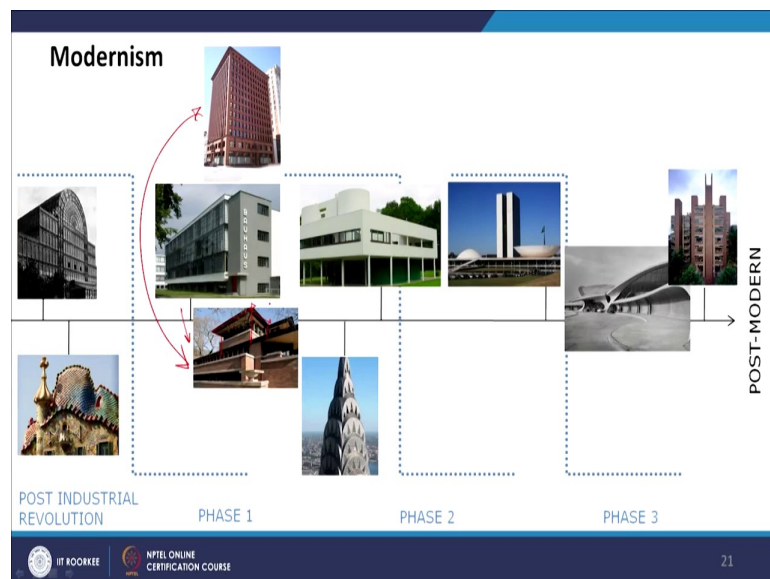 Modernism
BAUHAUS
POST-MODERN
POST INDUSTRIAL
REVOLUTION
PHASE 1
PHASE 2
PHASE 3
IIT ROORKEE
NPTEL ONLINE
CERTIFICATION COURSE
NPTEL
21